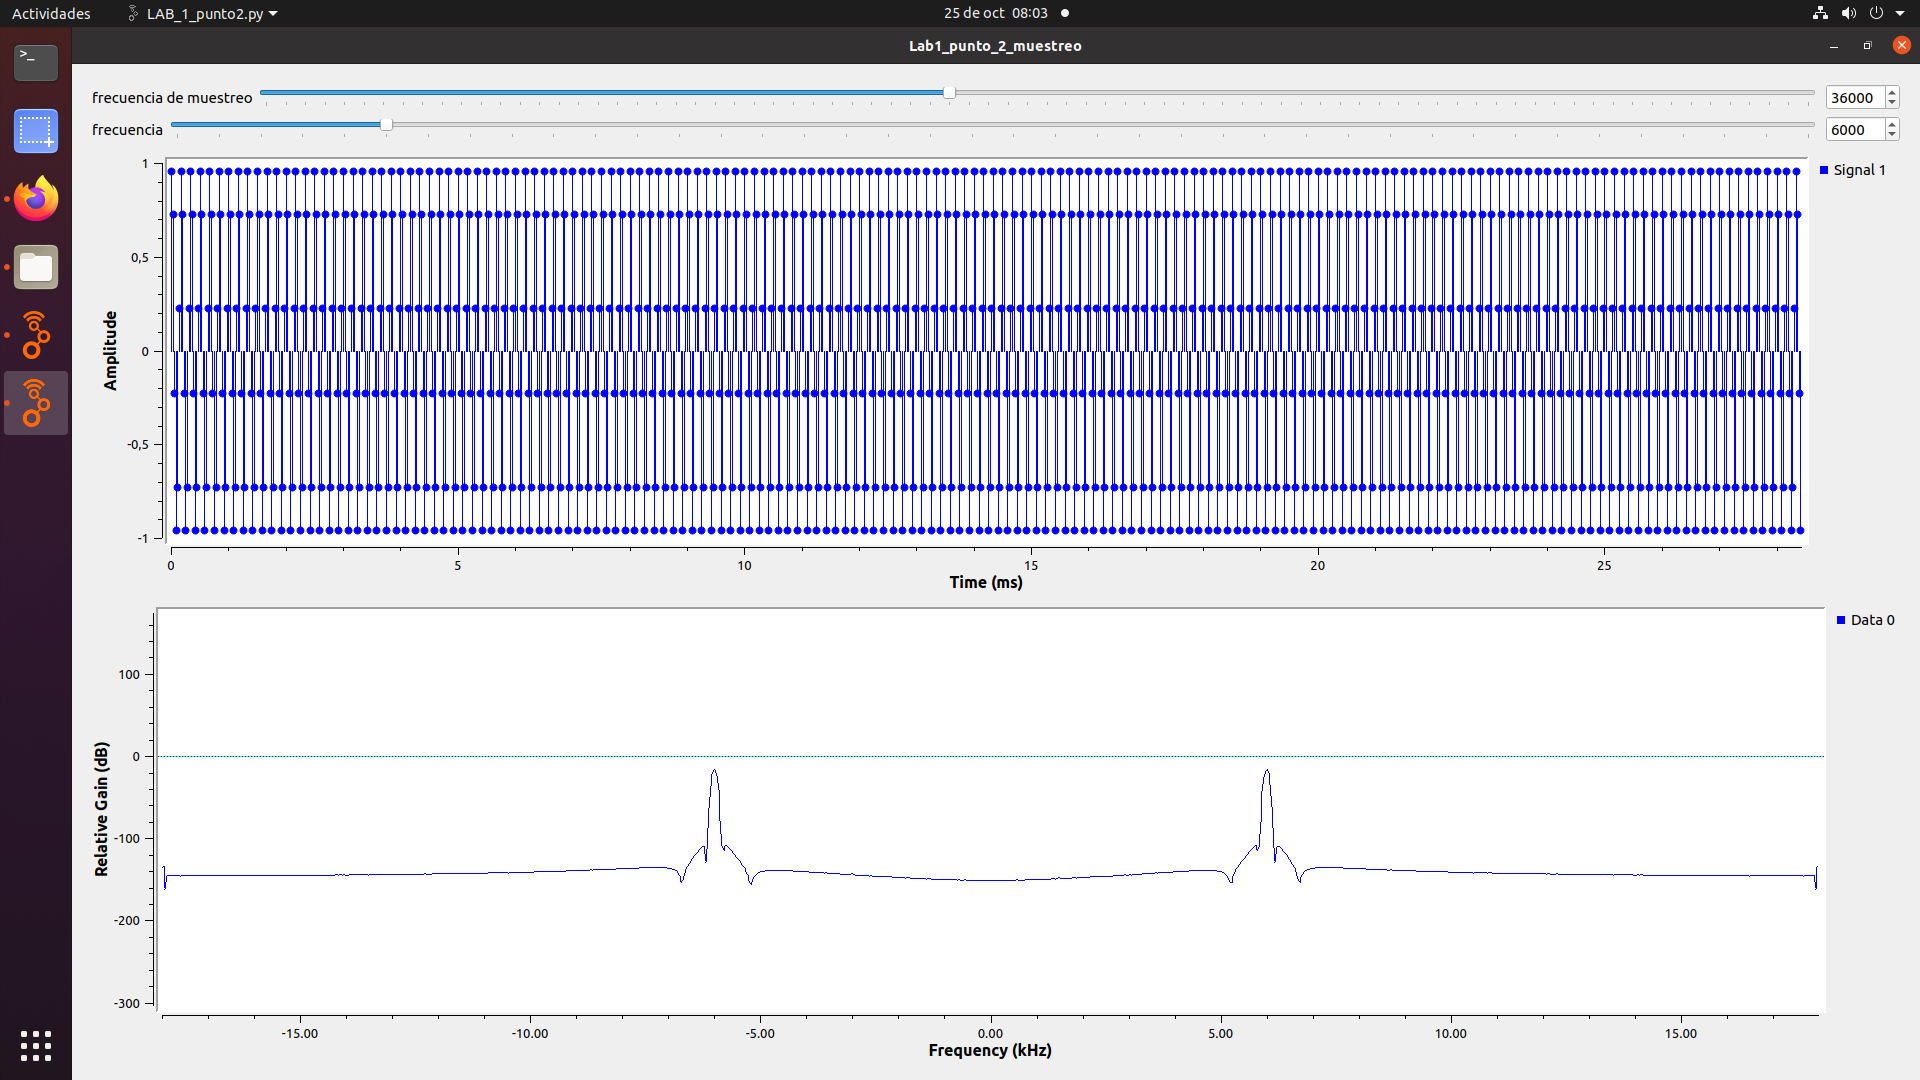 Actividades LAB_1_punto2.py 25 de oct 08:03
Lab1_punto_2_muestreo
frecuencia de muestreo 36000
frecuencia 6000
Signal 1
1
0,5
0
-0,5
-1
Amplitude
0 5 10 15 20 25
Time (ms)
Data 0
100
0
-100
-200
-300
Relative Gain (dB)
-15.00 -10.00 -5.00 0.00 5.00 10.00 15.00
Frequency (kHz)